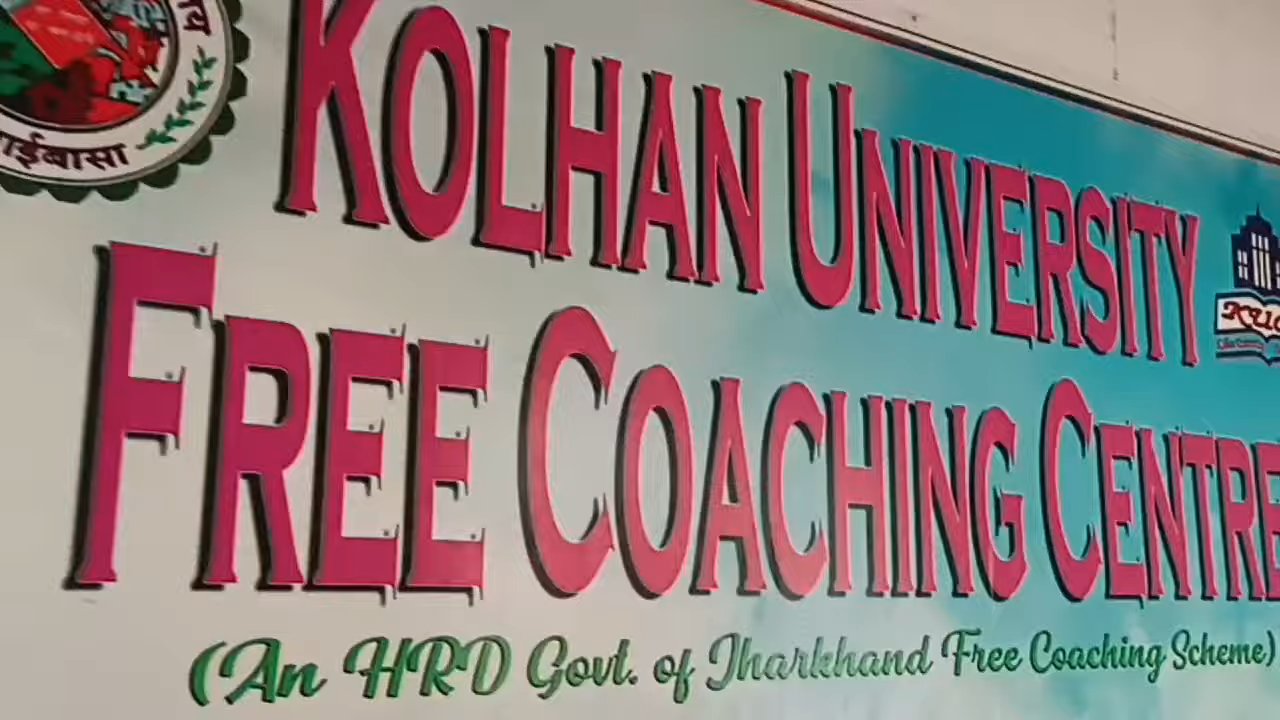 KOLHAN UNIVERSITY
FREE COACHING CENTRE
(An HRD Govt. of Jharkhand Free Coaching Scheme)